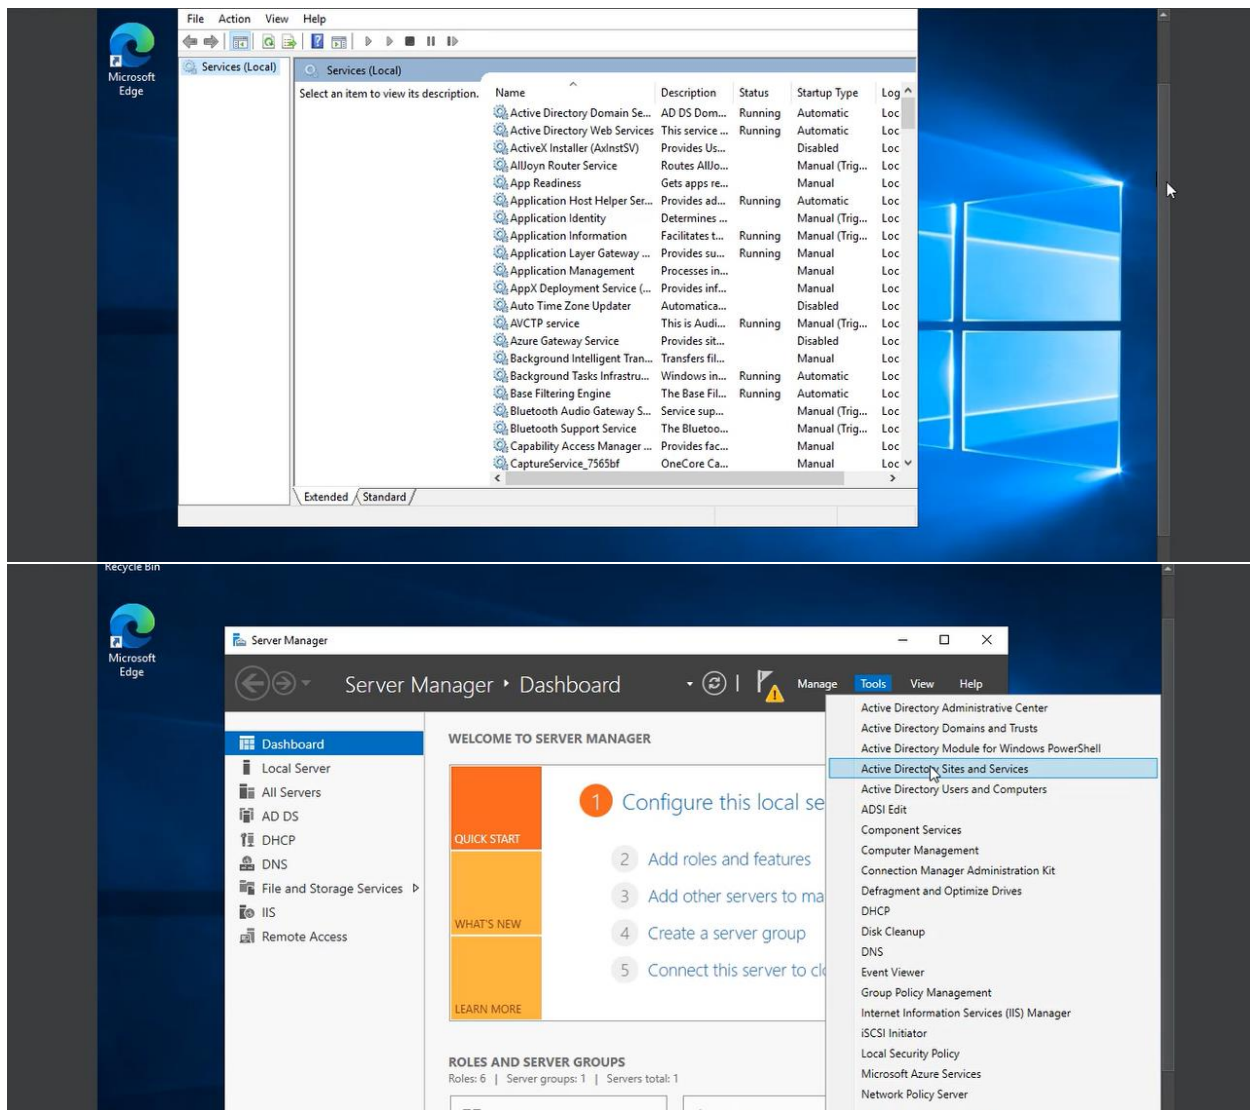 File Action View Help
Microsoft
Edge
Services (Local)
Services (Local)
Select an item to view its description.
Name Description Status Startup Type Log
Active Directory Domain Se... AD DS Dom... Running Automatic Loc
Active Directory Web Services This service ... Running Automatic Loc
ActiveX Installer (AxInstSV) Provides Us... Disabled Loc
AllJoyn Router Service Routes AllJo... Manual (Trig... Loc
App Readiness Gets apps re... Manual Loc
Application Host Helper Ser... Provides ad... Running Automatic Loc
Application Identity Determines ... Manual (Trig... Loc
Application Information Facilitates t... Running Manual (Trig... Loc
Application Layer Gateway ... Provides su... Running Manual Loc
Application Management Processes in... Manual Loc
AppX Deployment Service (... Provides inf... Manual Loc
Auto Time Zone Updater Automatica... Disabled Loc
AVCTP service This is Audi... Running Manual (Trig... Loc
Azure Gateway Service Provides sit... Disabled Loc
Background Intelligent Tran... Transfers fil... Manual Loc
Background Tasks Infrastru... Windows in... Running Automatic Loc
Base Filtering Engine The Base Fil... Running Automatic Loc
Bluetooth Audio Gateway S... Service sup... Manual (Trig... Loc
Bluetooth Support Service The Bluetoo... Manual (Trig... Loc
Capability Access Manager ... Provides fac... Manual Loc
CaptureService_7565bf OneCore Ca... Manual Loc
Extended Standard
Recycle Bin
Microsoft
Edge
Server Manager
Server Manager • Dashboard
Manage Tools View Help
Dashboard
Local Server
All Servers
AD DS
DHCP
DNS
File and Storage Services
IIS
Remote Access
WELCOME TO SERVER MANAGER
QUICK START
WHAT'S NEW
LEARN MORE
1 Configure this local se
2 Add roles and features
3 Add other servers to ma
4 Create a server group
5 Connect this server to clo
ROLES AND SERVER GROUPS
Roles: 6 | Server groups: 1 | Servers total: 1
Active Directory Administrative Center
Active Directory Domains and Trusts
Active Directory Module for Windows PowerShell
Active Directory Sites and Services
Active Directory Users and Computers
ADSI Edit
Component Services
Computer Management
Connection Manager Administration Kit
Defragment and Optimize Drives
DHCP
Disk Cleanup
DNS
Event Viewer
Group Policy Management
Internet Information Services (IIS) Manager
iSCSI Initiator
Local Security Policy
Microsoft Azure Services
Network Policy Server